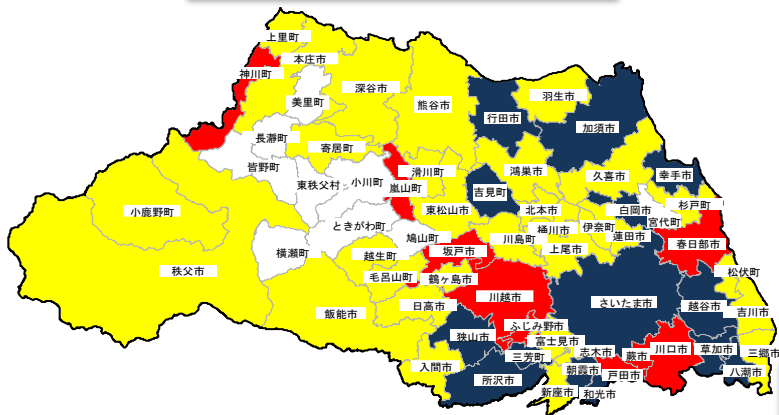 上里町
本庄市
神川町
美里町
深谷市
熊谷市
行田市
羽生市
加須市
長瀞町
寄居町
皆野町
東秩父村
小川町
嵐山町
滑川町
吉見町
鴻巣市
久喜市
幸手市
小鹿野町
東松山市
北本市
白岡市
杉戸町
宮代町
ときがわ町
鳩山町
川島町
桶川市
伊奈町
蓮田市
上尾市
春日部市
横瀬町
越生町
坂戸市
秩父市
毛呂山町
鶴ヶ島市
松伏町
川越市
さいたま市
越谷市
吉川市
飯能市
日高市
ふじみ野市
狭山市
富士見市
三芳町
志木市
蕨市
川口市
草加市
三郷市
入間市
所沢市
朝霞市
戸田市
八潮市
新座市
和光市